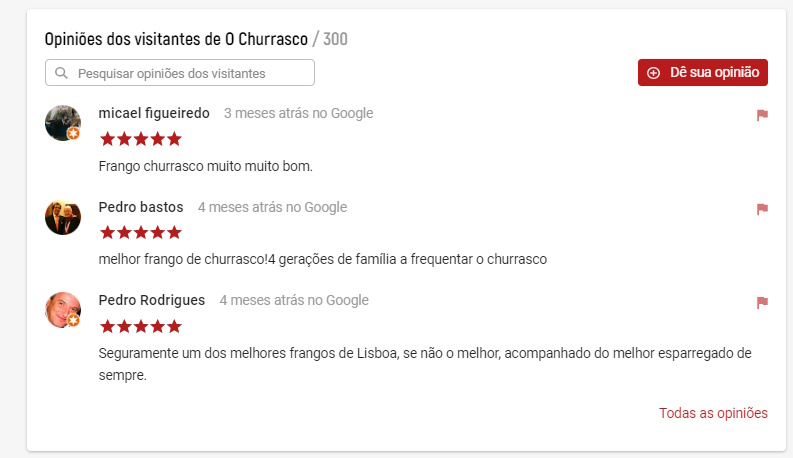 Opiniões dos visitantes de O Churrasco / 300
Pesquisar opiniões dos visitantes
Dê sua opinião
micael figueiredo 3 meses atrás no Google
Frango churrasco muito muito bom.
Pedro bastos 4 meses atrás no Google
melhor frango de churrasco!4 gerações de família a frequentar o churrasco
Pedro Rodrigues 4 meses atrás no Google
Seguramente um dos melhores frangos de Lisboa, se não o melhor, acompanhado do melhor esparregado de
sempre.
Todas as opiniões